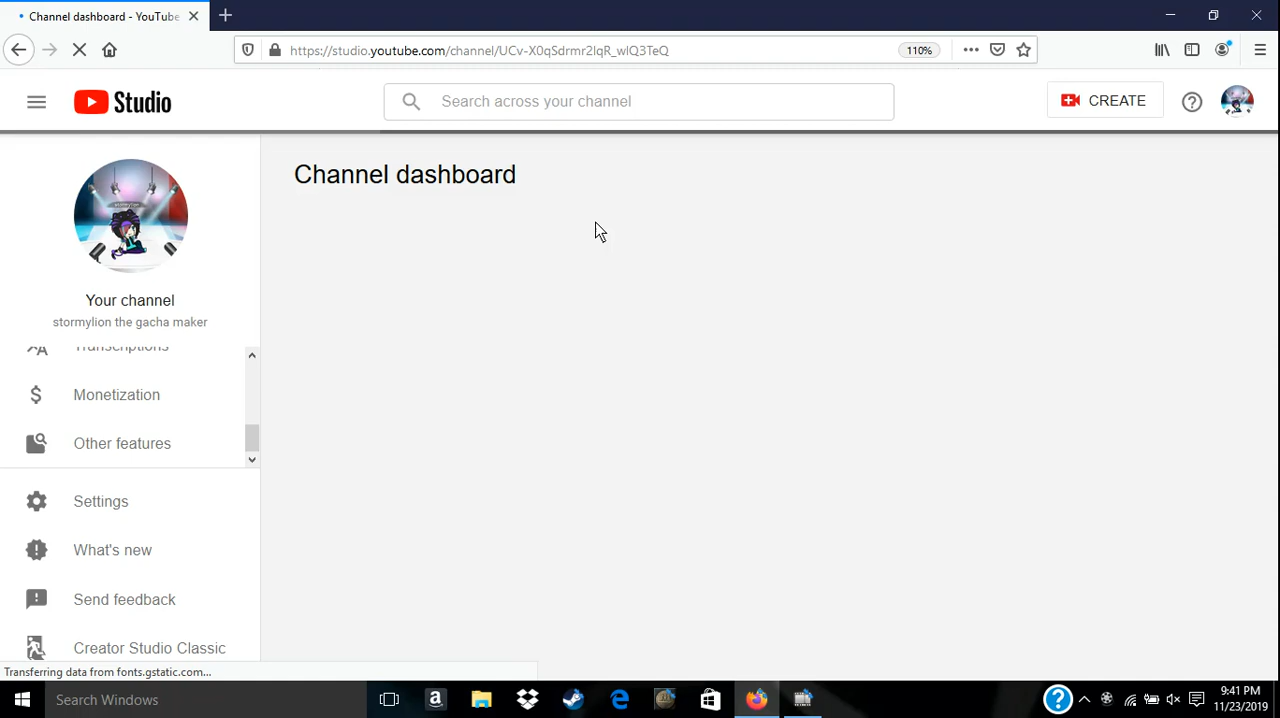 Channel dashboard - YouTube
https://studio.youtube.com/channel/UCv-X0qSdrmr2IqR_wlQ3TeQ
110%
Studio
Search across your channel
CREATE
Channel dashboard
Your channel
stormylion the gacha maker
Transcriptions
Monetization
Other features
Settings
What's new
Send feedback
Creator Studio Classic
Transferring data from fonts.gstatic.com...
Search Windows
9:41 PM
11/23/2019